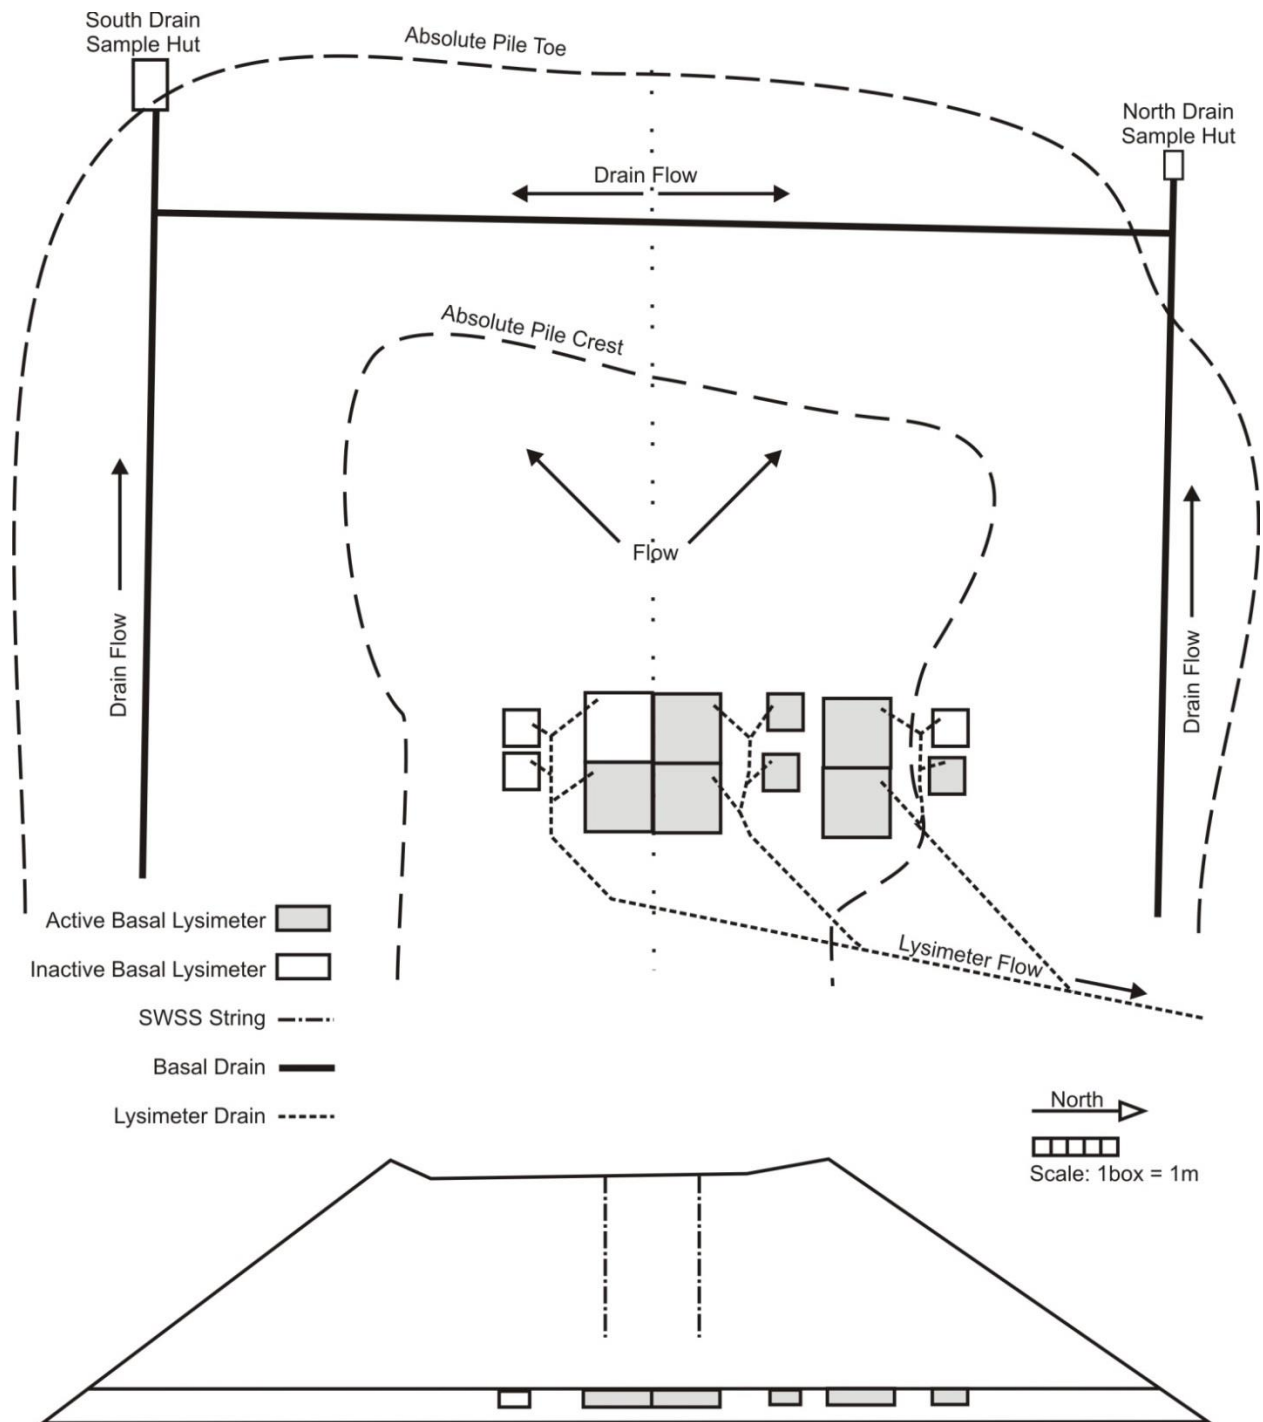 South Drain
Sample Hut
Absolute Pile Toe
North Drain
Sample Hut
Drain Flow
Absolute Pile Crest
Flow
Drain Flow
Drain Flow
Active Basal Lysimeter
Inactive Basal Lysimeter
SWSS String
Basal Drain
Lysimeter Drain
Lysimeter Flow
North
Scale: 1box = 1m